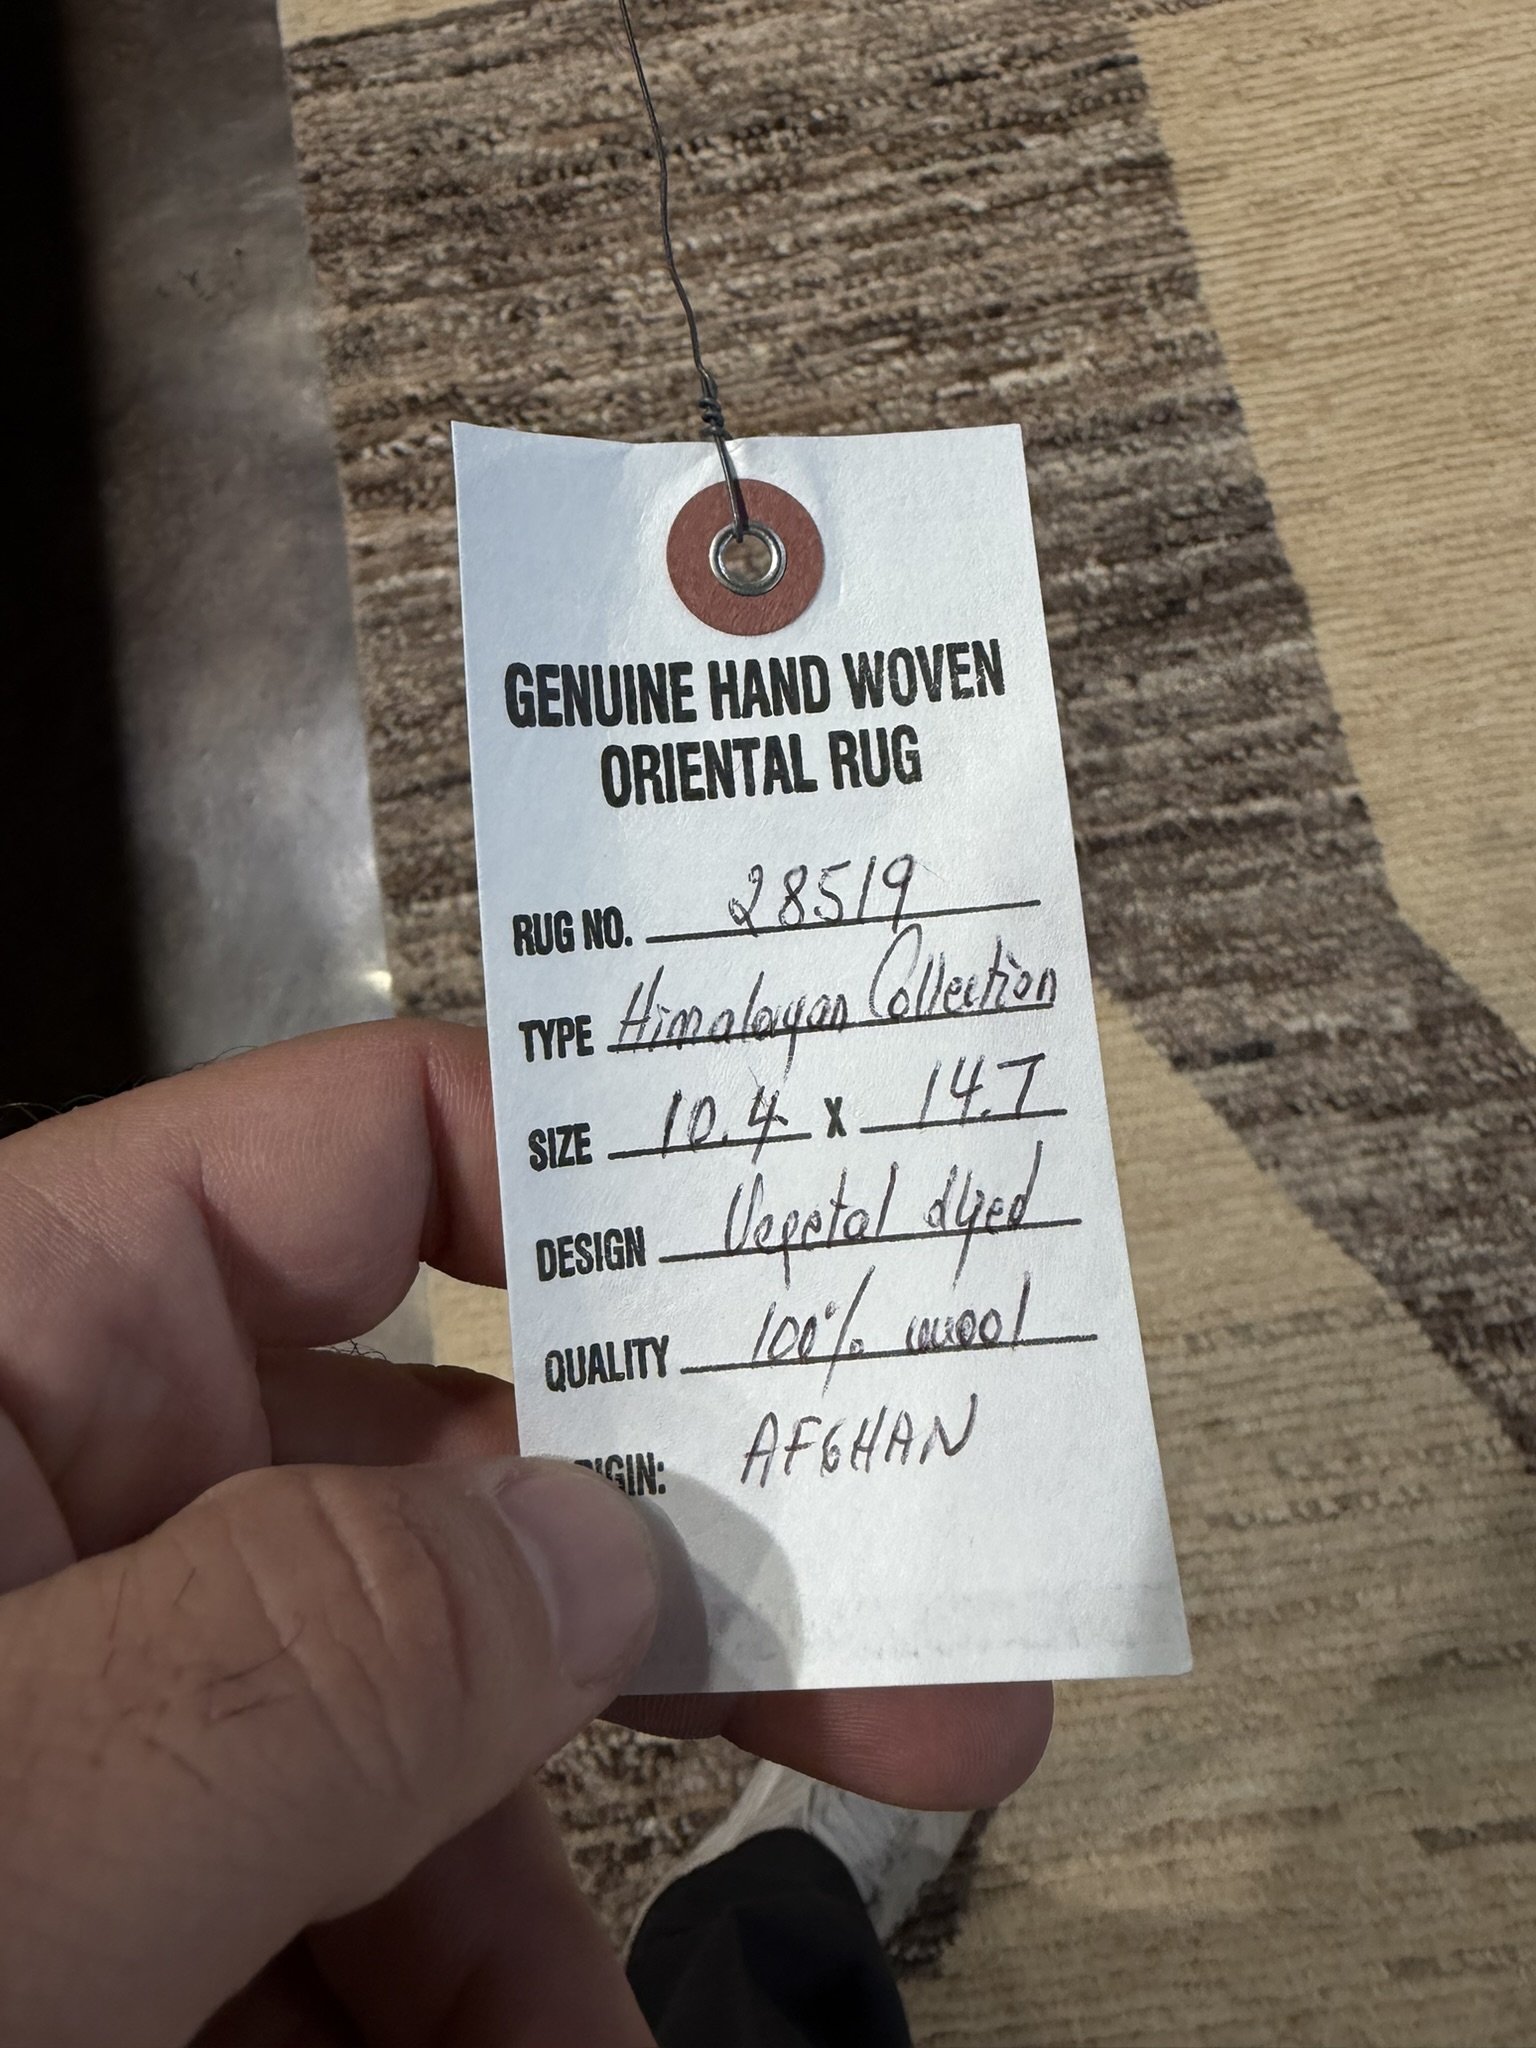 GENUINE HAND WOVEN
ORIENTAL RUG
RUG NO. 28519
TYPE Himalayan Collection
SIZE 10.4 X 14.7
DESIGN Vegetal dyed
QUALITY 100% wool
RIGIN: AFGHAN